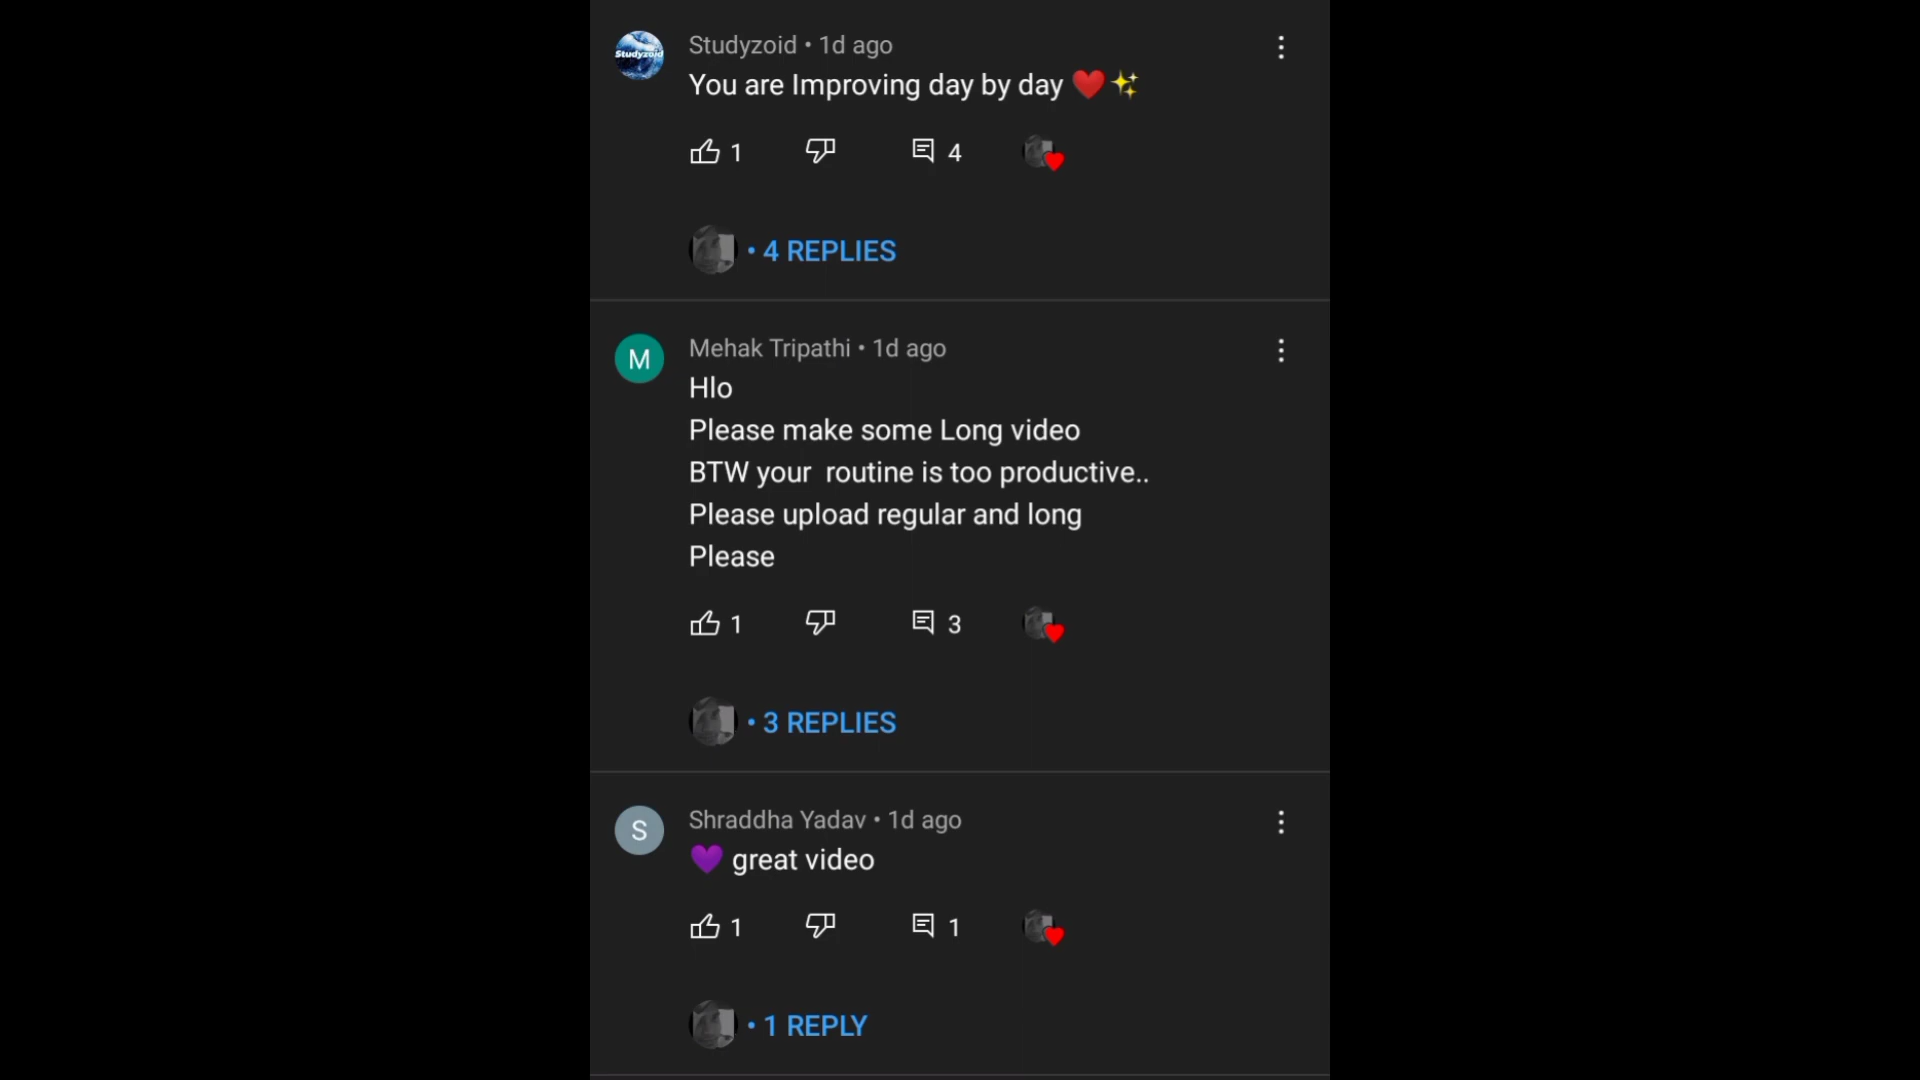 Studyzoid
Studyzoid • 1d ago
You are Improving day by day ❤️✨
1
4
• 4 REPLIES
M
Mehak Tripathi • 1d ago
Hlo
Please make some Long video
BTW your  routine is too productive..
Please upload regular and long
Please
1
3
• 3 REPLIES
S
Shraddha Yadav • 1d ago
💜 great video
1
1
• 1 REPLY